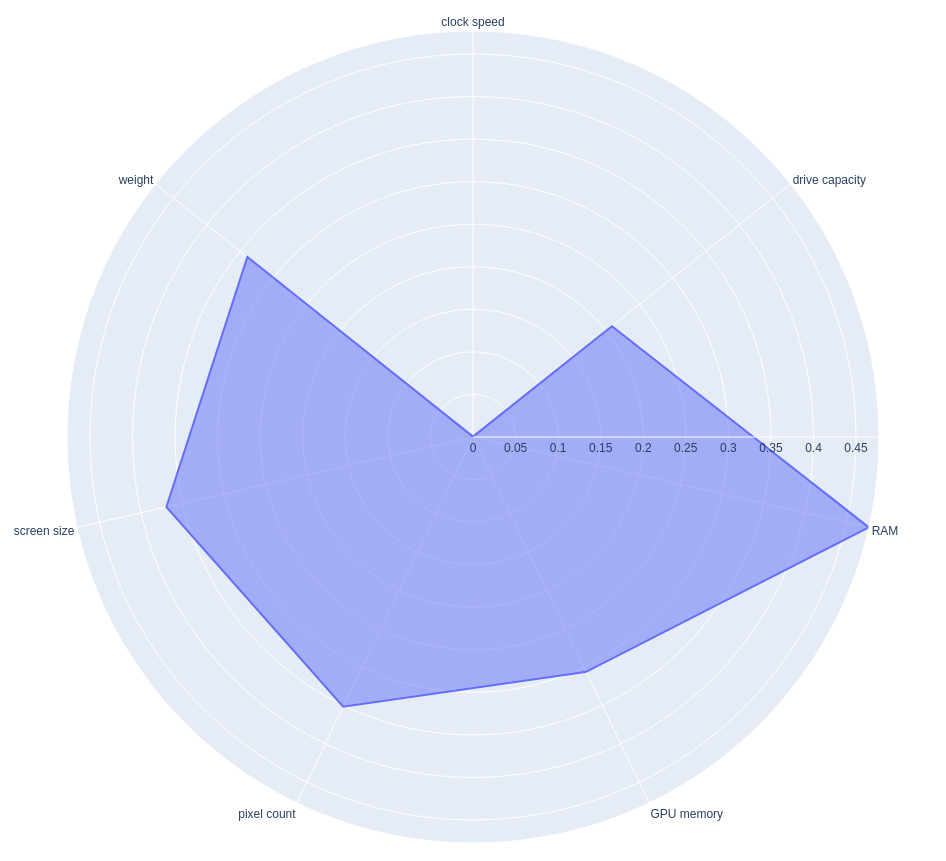 clock speed
weight
drive capacity
0 0.05 0.1 0.15 0.2 0.25 0.3 0.35 0.4 0.45
screen size
RAM
pixel count
GPU memory